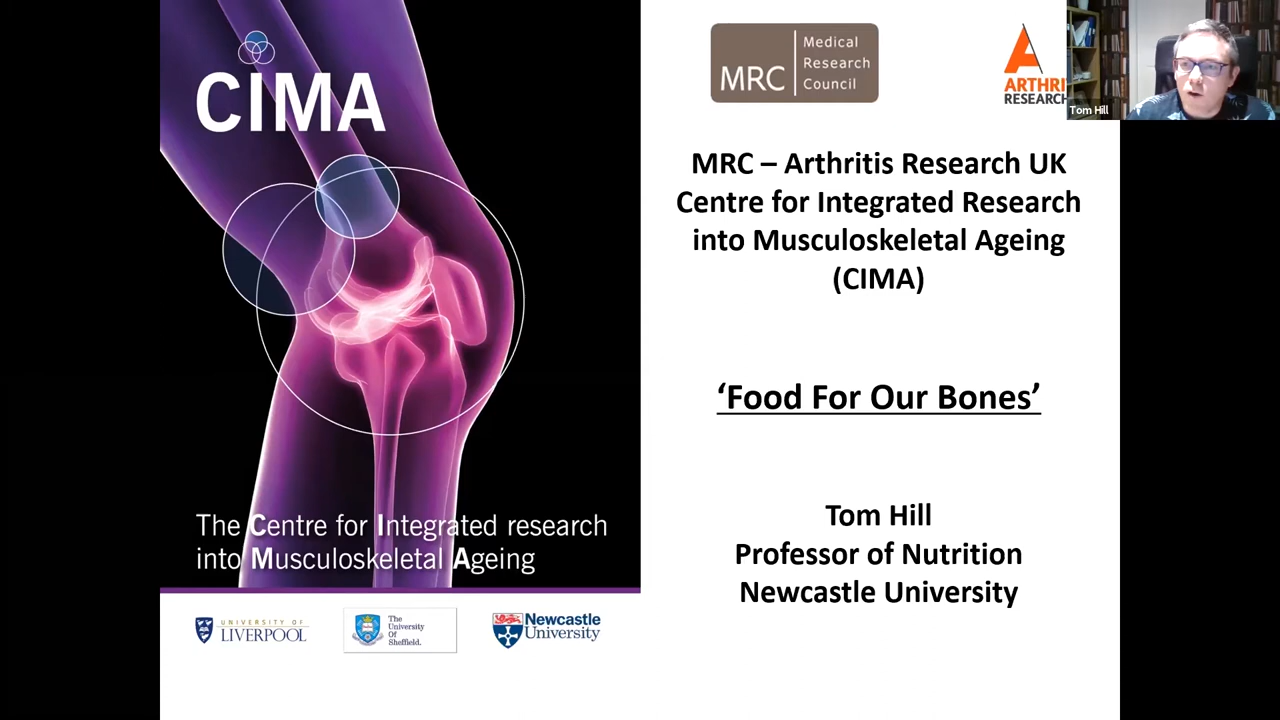 CIMA
The Centre for Integrated research
into Musculoskeletal Ageing
UNIVERSITY OF
LIVERPOOL
The
University
Of
Sheffield.
Newcastle
University
MRC
Medical
Research
Council
ARTHRI
RESEARCH
Tom Hill
MRC – Arthritis Research UK
Centre for Integrated Research
into Musculoskeletal Ageing
(CIMA)
‘Food For Our Bones’
Tom Hill
Professor of Nutrition
Newcastle University